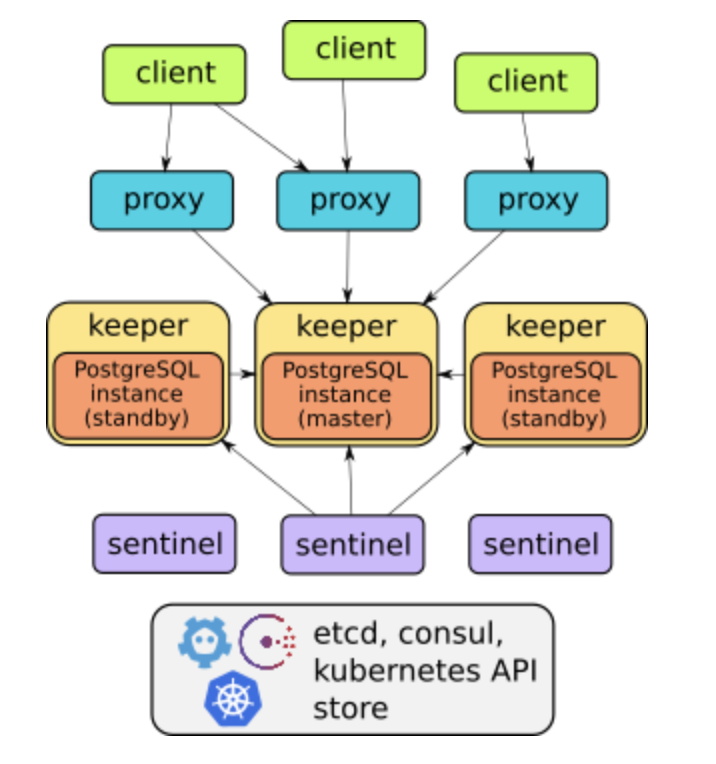 client
client
client
proxy
proxy
proxy
keeper
PostgreSQL
instance
(standby)
keeper
PostgreSQL
instance
(master)
keeper
PostgreSQL
instance
(standby)
sentinel
sentinel
sentinel
etcd, consul,
kubernetes API
store